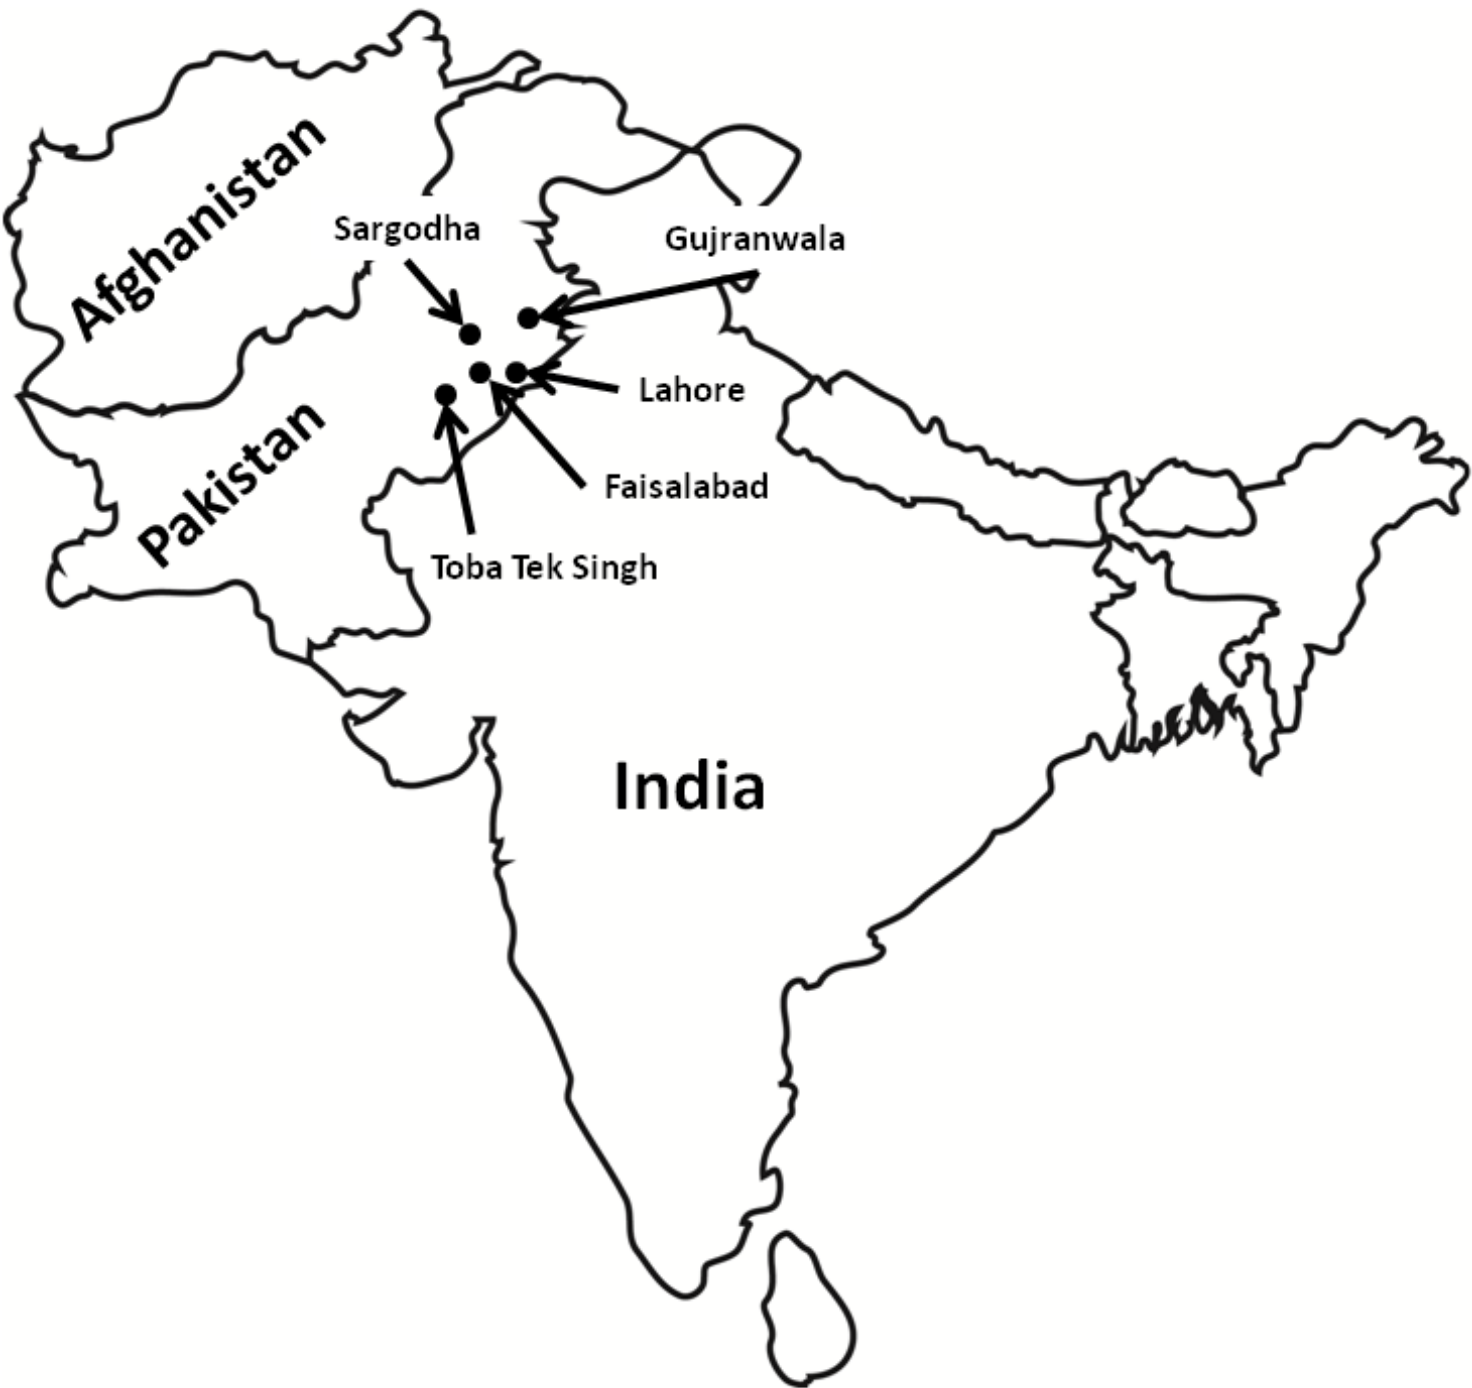 Afghanistan
Sargodha
Gujranwala
Lahore
Pakistan
Faisalabad
Toba Tek Singh
India